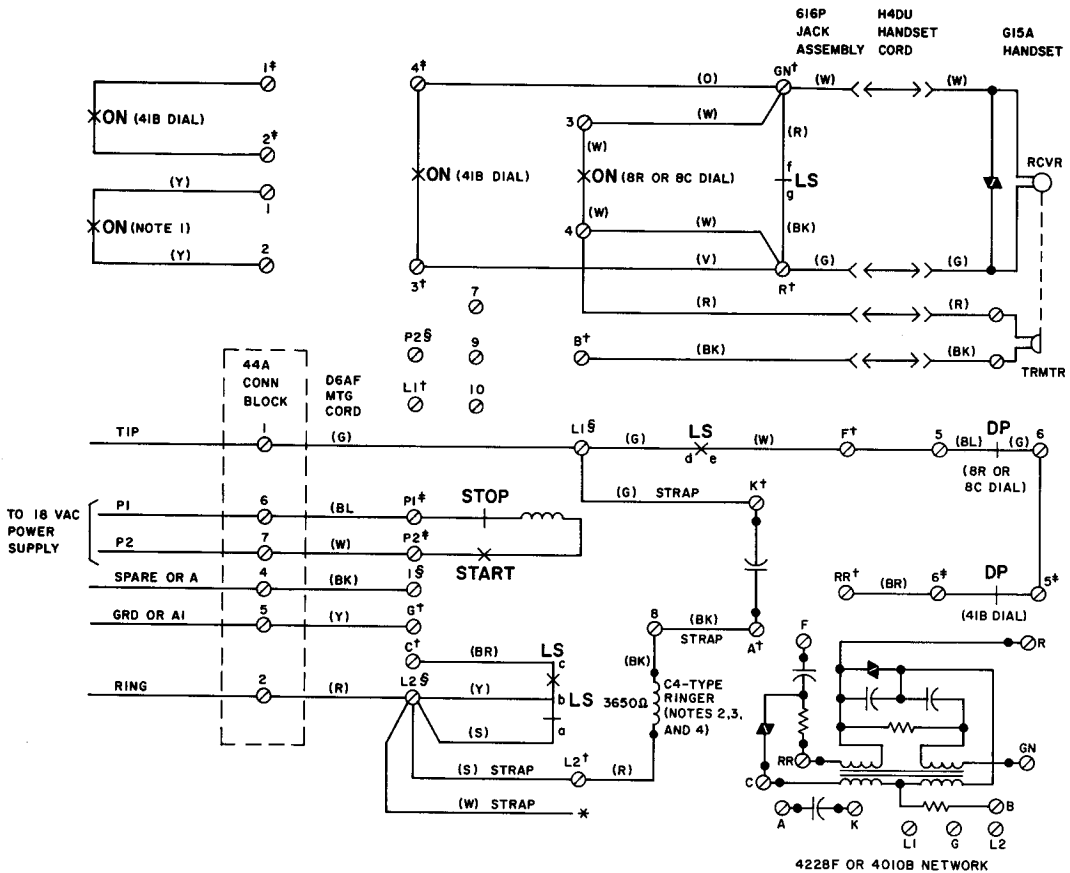 616P H4DU
JACK HANDSET G15A
ASSEMBLY CORD HANDSET
1‡ 4‡ GN†
(O) (W) (W)
ON (41B DIAL)
3 (W)
(W) (R)
2‡
f
ON (41B DIAL) ON (8R OR 8C DIAL) LS RCVR
g
(Y)
1
ON (NOTE 1)
(W) (W) (BK)
4
2
(Y)
(V) (G) (G)
3† R†
7
(R) (R)
P2§ 9 B†
(BK) (BK)
TRMTR
44A D6AF
CONN MTG L1† 10
BLOCK CORD
TIP 1 (G) L1§ (G) LS (W) F† 5 (BL) DP (G) 6
d e
(8R OR
8C DIAL)
(G) STRAP K†
TO 18 VAC
POWER
SUPPLY
P1 6 (BL P1‡ STOP
P2 7 (W) P2‡
START
SPARE OR A 4 (BK) 1§
RR† (BR) 6‡ DP 5‡
(41B DIAL)
GRD OR A1 5 (Y) G†
8 (BK) A†
STRAP
F
R
C† (BR) LS
c
(BK)
RING 2 (R) L2§ (Y) b LS
(S) a
3650Ω C4-TYPE
RINGER
(NOTES 2,3,
AND 4)
(S) STRAP L2† (R)
RR GN
C
(W) STRAP *
A K B
L1 G L2
4228F OR 4010B NETWORK